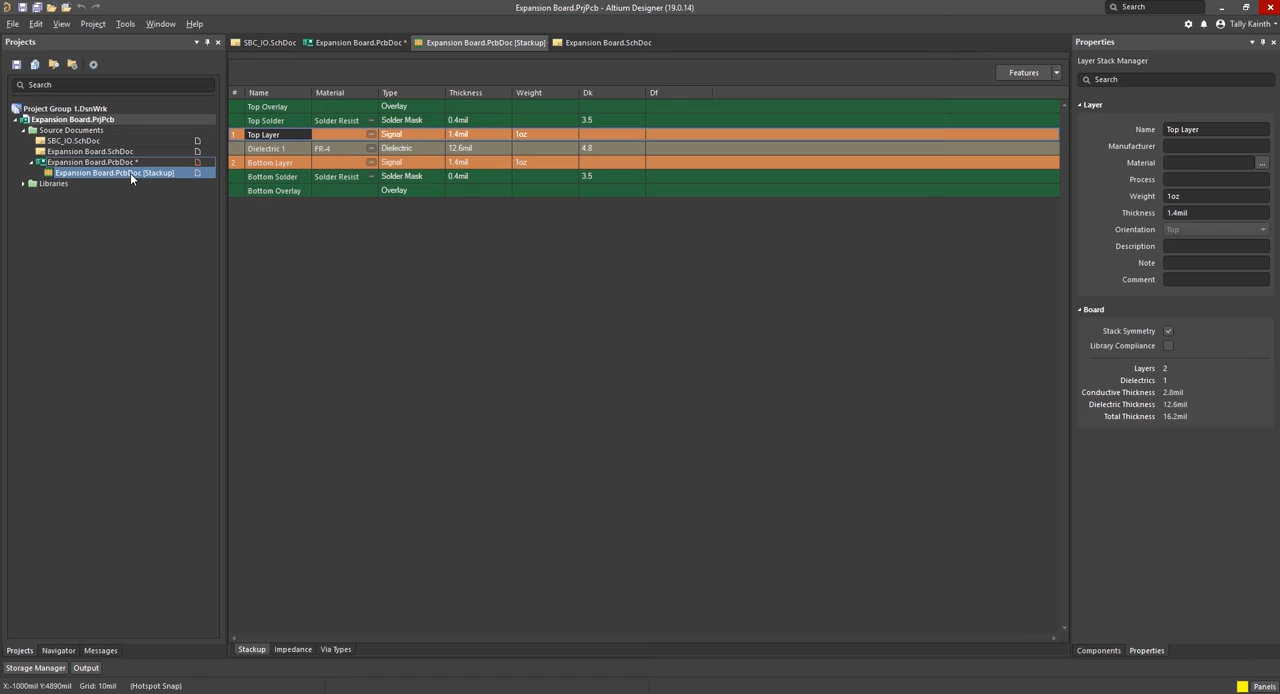 Expansion Board.PrjPcb - Altium Designer (19.0.14)
Search
File Edit View Project Tools Window Help
Tally Kainth
Projects
SBC_IO.SchDoc
Expansion Board.PcbDoc *
Expansion Board.PcbDoc [Stackup]
Expansion Board.SchDoc
Properties
Search
Project Group 1.DsnWrk
Expansion Board.PrjPcb
Source Documents
SBC_IO.SchDoc
Expansion Board.SchDoc
Expansion Board.PcbDoc *
Expansion Board.PcbDoc [Stackup]
Libraries
Features
# Name Material Type Thickness Weight Dk Df
Top Overlay Overlay
Top Solder Solder Resist ... Solder Mask 0.4mil 3.5
1 Top Layer ... Signal 1.4mil 1oz
Dielectric 1 FR-4 ... Dielectric 12.6mil 4.8
2 Bottom Layer ... Signal 1.4mil 1oz
Bottom Solder Solder Resist ... Solder Mask 0.4mil 3.5
Bottom Overlay Overlay
Layer Stack Manager
Search
Layer
Name Top Layer
Manufacturer
Material ...
Process
Weight 1oz
Thickness 1.4mil
Orientation Top
Description
Note
Comment
Board
Stack Symmetry
Library Compliance
Layers 2
Dielectrics 1
Conductive Thickness 2.8mil
Dielectric Thickness 12.6mil
Total Thickness 16.2mil
Projects Navigator Messages
Stackup Impedance Via Types
Components Properties
Storage Manager Output
X:-1000mil Y:4890mil Grid: 10mil (Hotspot Snap)
Panels